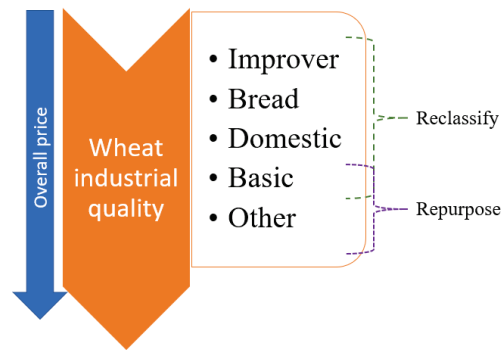 Overall price
Wheat
industrial
quality
• Improver
• Bread
• Domestic
• Basic
• Other
Reclassify
Repurpose